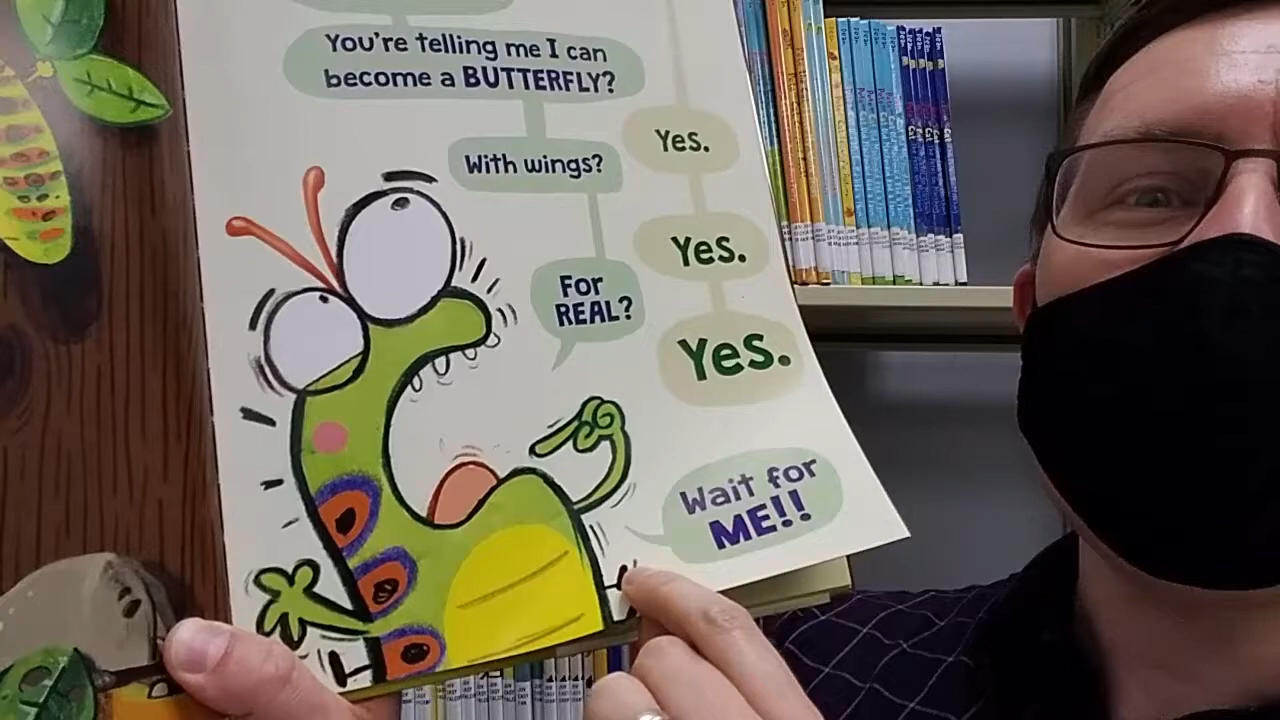 You're telling me I can
become a BUTTERFLY?
Yes.
With wings?
Yes.
For
REAL?
Yes.
Wait for
ME!!